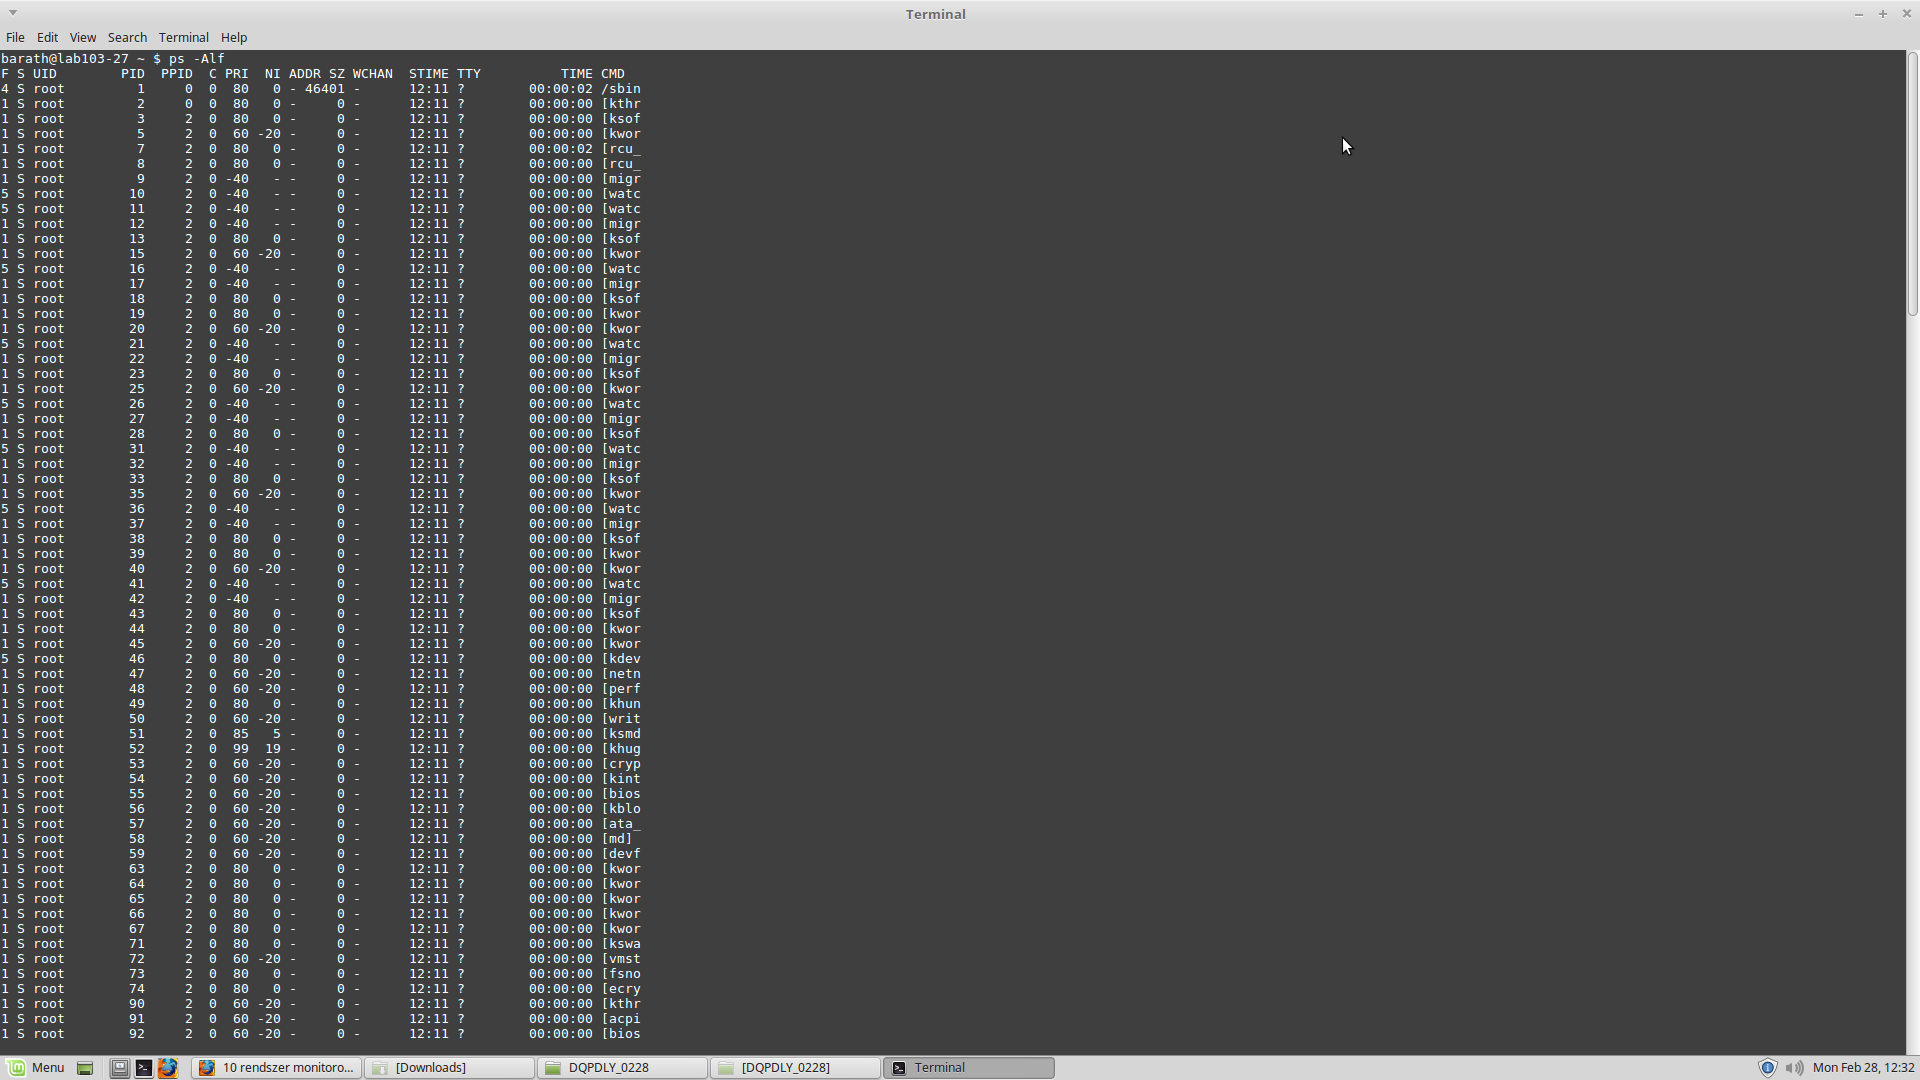 Terminal
File Edit View Search Terminal Help
barath@lab103-27 ~ $ ps -Alf
F S UID        PID  PPID  C PRI  NI ADDR SZ WCHAN  STIME TTY          TIME CMD
4 S root         1     0  0  80   0 - 46401 -      12:11 ?        00:00:02 /sbin
1 S root         2     0  0  80   0 -     0 -      12:11 ?        00:00:00 [kthr
1 S root         3     2  0  80   0 -     0 -      12:11 ?        00:00:00 [ksof
1 S root         5     2  0  60 -20 -     0 -      12:11 ?        00:00:00 [kwor
1 S root         7     2  0  80   0 -     0 -      12:11 ?        00:00:02 [rcu_
1 S root         8     2  0  80   0 -     0 -      12:11 ?        00:00:00 [rcu_
1 S root         9     2  0 -40   - -     0 -      12:11 ?        00:00:00 [migr
5 S root        10     2  0 -40   - -     0 -      12:11 ?        00:00:00 [watc
5 S root        11     2  0 -40   - -     0 -      12:11 ?        00:00:00 [watc
1 S root        12     2  0 -40   - -     0 -      12:11 ?        00:00:00 [migr
1 S root        13     2  0  80   0 -     0 -      12:11 ?        00:00:00 [ksof
1 S root        15     2  0  60 -20 -     0 -      12:11 ?        00:00:00 [kwor
5 S root        16     2  0 -40   - -     0 -      12:11 ?        00:00:00 [watc
1 S root        17     2  0 -40   - -     0 -      12:11 ?        00:00:00 [migr
1 S root        18     2  0  80   0 -     0 -      12:11 ?        00:00:00 [ksof
1 S root        19     2  0  80   0 -     0 -      12:11 ?        00:00:00 [kwor
1 S root        20     2  0  60 -20 -     0 -      12:11 ?        00:00:00 [kwor
5 S root        21     2  0 -40   - -     0 -      12:11 ?        00:00:00 [watc
1 S root        22     2  0 -40   - -     0 -      12:11 ?        00:00:00 [migr
1 S root        23     2  0  80   0 -     0 -      12:11 ?        00:00:00 [ksof
1 S root        25     2  0  60 -20 -     0 -      12:11 ?        00:00:00 [kwor
5 S root        26     2  0 -40   - -     0 -      12:11 ?        00:00:00 [watc
1 S root        27     2  0 -40   - -     0 -      12:11 ?        00:00:00 [migr
1 S root        28     2  0  80   0 -     0 -      12:11 ?        00:00:00 [ksof
5 S root        31     2  0 -40   - -     0 -      12:11 ?        00:00:00 [watc
1 S root        32     2  0 -40   - -     0 -      12:11 ?        00:00:00 [migr
1 S root        33     2  0  80   0 -     0 -      12:11 ?        00:00:00 [ksof
1 S root        35     2  0  60 -20 -     0 -      12:11 ?        00:00:00 [kwor
5 S root        36     2  0 -40   - -     0 -      12:11 ?        00:00:00 [watc
1 S root        37     2  0 -40   - -     0 -      12:11 ?        00:00:00 [migr
1 S root        38     2  0  80   0 -     0 -      12:11 ?        00:00:00 [ksof
1 S root        39     2  0  80   0 -     0 -      12:11 ?        00:00:00 [kwor
1 S root        40     2  0  60 -20 -     0 -      12:11 ?        00:00:00 [kwor
5 S root        41     2  0 -40   - -     0 -      12:11 ?        00:00:00 [watc
1 S root        42     2  0 -40   - -     0 -      12:11 ?        00:00:00 [migr
1 S root        43     2  0  80   0 -     0 -      12:11 ?        00:00:00 [ksof
1 S root        44     2  0  80   0 -     0 -      12:11 ?        00:00:00 [kwor
1 S root        45     2  0  60 -20 -     0 -      12:11 ?        00:00:00 [kwor
5 S root        46     2  0  80   0 -     0 -      12:11 ?        00:00:00 [kdev
1 S root        47     2  0  60 -20 -     0 -      12:11 ?        00:00:00 [netn
1 S root        48     2  0  60 -20 -     0 -      12:11 ?        00:00:00 [perf
1 S root        49     2  0  80   0 -     0 -      12:11 ?        00:00:00 [khun
1 S root        50     2  0  60 -20 -     0 -      12:11 ?        00:00:00 [writ
1 S root        51     2  0  85   5 -     0 -      12:11 ?        00:00:00 [ksmd
1 S root        52     2  0  99  19 -     0 -      12:11 ?        00:00:00 [khug
1 S root        53     2  0  60 -20 -     0 -      12:11 ?        00:00:00 [cryp
1 S root        54     2  0  60 -20 -     0 -      12:11 ?        00:00:00 [kint
1 S root        55     2  0  60 -20 -     0 -      12:11 ?        00:00:00 [bios
1 S root        56     2  0  60 -20 -     0 -      12:11 ?        00:00:00 [kblo
1 S root        57     2  0  60 -20 -     0 -      12:11 ?        00:00:00 [ata_
1 S root        58     2  0  60 -20 -     0 -      12:11 ?        00:00:00 [md]
1 S root        59     2  0  60 -20 -     0 -      12:11 ?        00:00:00 [devf
1 S root        63     2  0  80   0 -     0 -      12:11 ?        00:00:00 [kwor
1 S root        64     2  0  80   0 -     0 -      12:11 ?        00:00:00 [kwor
1 S root        65     2  0  80   0 -     0 -      12:11 ?        00:00:00 [kwor
1 S root        66     2  0  80   0 -     0 -      12:11 ?        00:00:00 [kwor
1 S root        67     2  0  80   0 -     0 -      12:11 ?        00:00:00 [kwor
1 S root        71     2  0  80   0 -     0 -      12:11 ?        00:00:00 [kswa
1 S root        72     2  0  60 -20 -     0 -      12:11 ?        00:00:00 [vmst
1 S root        73     2  0  80   0 -     0 -      12:11 ?        00:00:00 [fsno
1 S root        74     2  0  80   0 -     0 -      12:11 ?        00:00:00 [ecry
1 S root        90     2  0  60 -20 -     0 -      12:11 ?        00:00:00 [kthr
1 S root        91     2  0  60 -20 -     0 -      12:11 ?        00:00:00 [acpi
1 S root        92     2  0  60 -20 -     0 -      12:11 ?        00:00:00 [bios
Menu 10 rendszer monitoro... [Downloads] DQPDLY_0228 [DQPDLY_0228] Terminal Mon Feb 28, 12:32